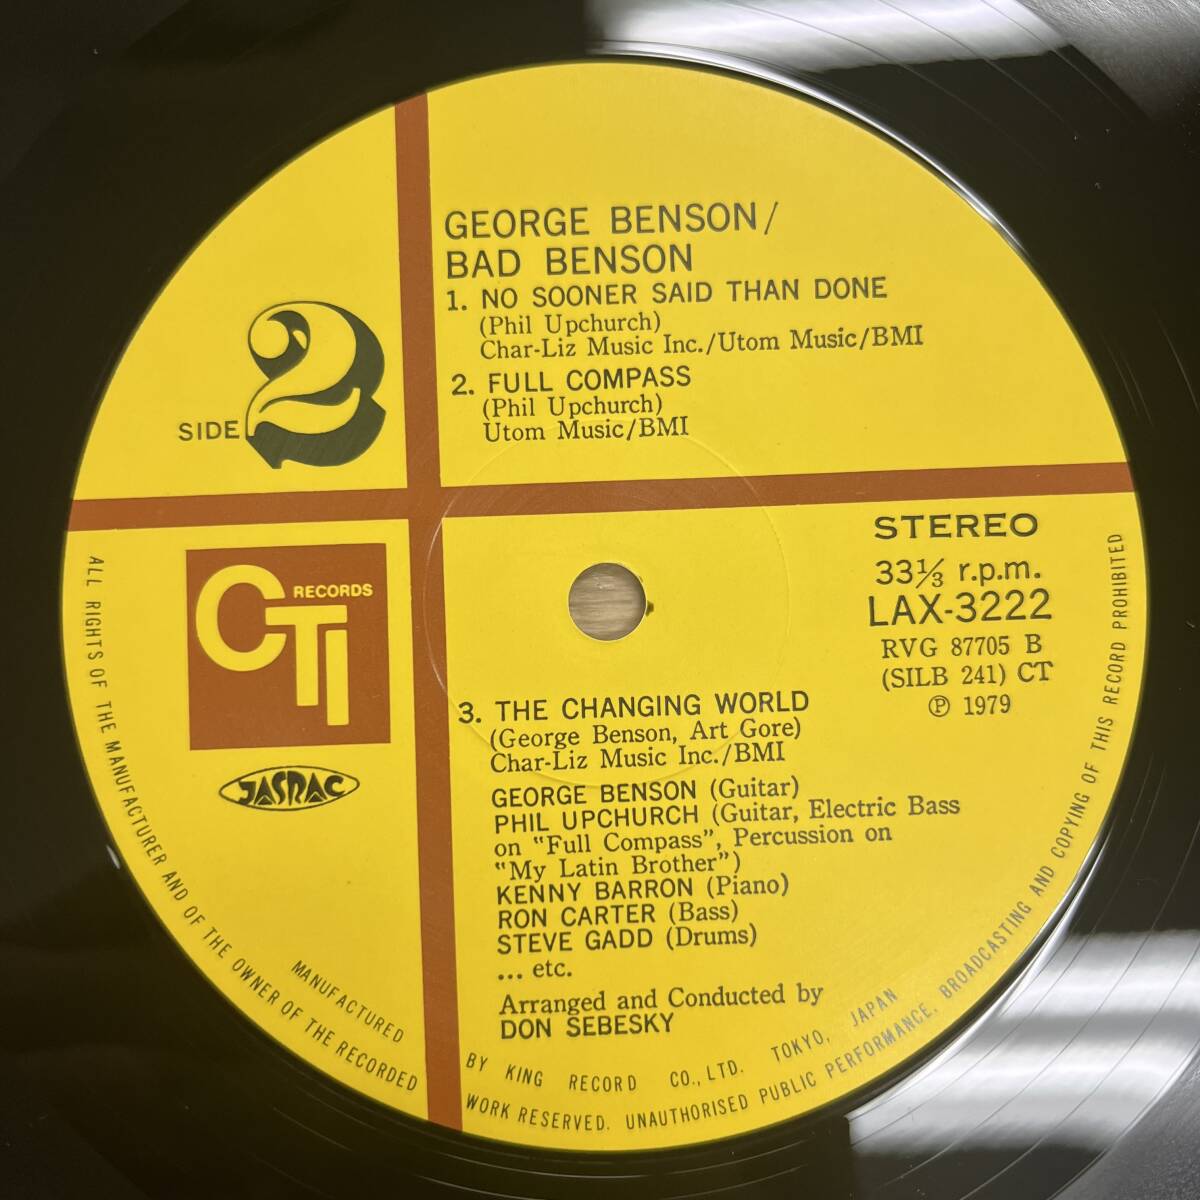 GEORGE BENSON/
BAD BENSON
1. NO SOONER SAID THAN DONE
(Phil Upchurch)
Char-Liz Music Inc./Utom Music/BMI
2. FULL COMPASS
(Phil Upchurch)
Utom Music/BMI
SIDE 2
STEREO
33⅓ r.p.m.
LAX-3222
RVG 87705 B
(SILB 241) CT
Ⓟ 1979
CTI RECORDS
JASRAC
3. THE CHANGING WORLD
(George Benson, Art Gore)
Char-Liz Music Inc./BMI
GEORGE BENSON (Guitar)
PHIL UPCHURCH (Guitar, Electric Bass
on "Full Compass", Percussion on
"My Latin Brother")
KENNY BARRON (Piano)
RON CARTER (Bass)
STEVE GADD (Drums)
... etc.
Arranged and Conducted by
DON SEBESKY
MANUFACTURED BY KING RECORD CO., LTD. TOKYO, JAPAN
ALL RIGHTS OF THE MANUFACTURER AND OF THE OWNER OF THE RECORDED WORK RESERVED. UNAUTHORISED PUBLIC PERFORMANCE, BROADCASTING AND COPYING OF THIS RECORD PROHIBITED